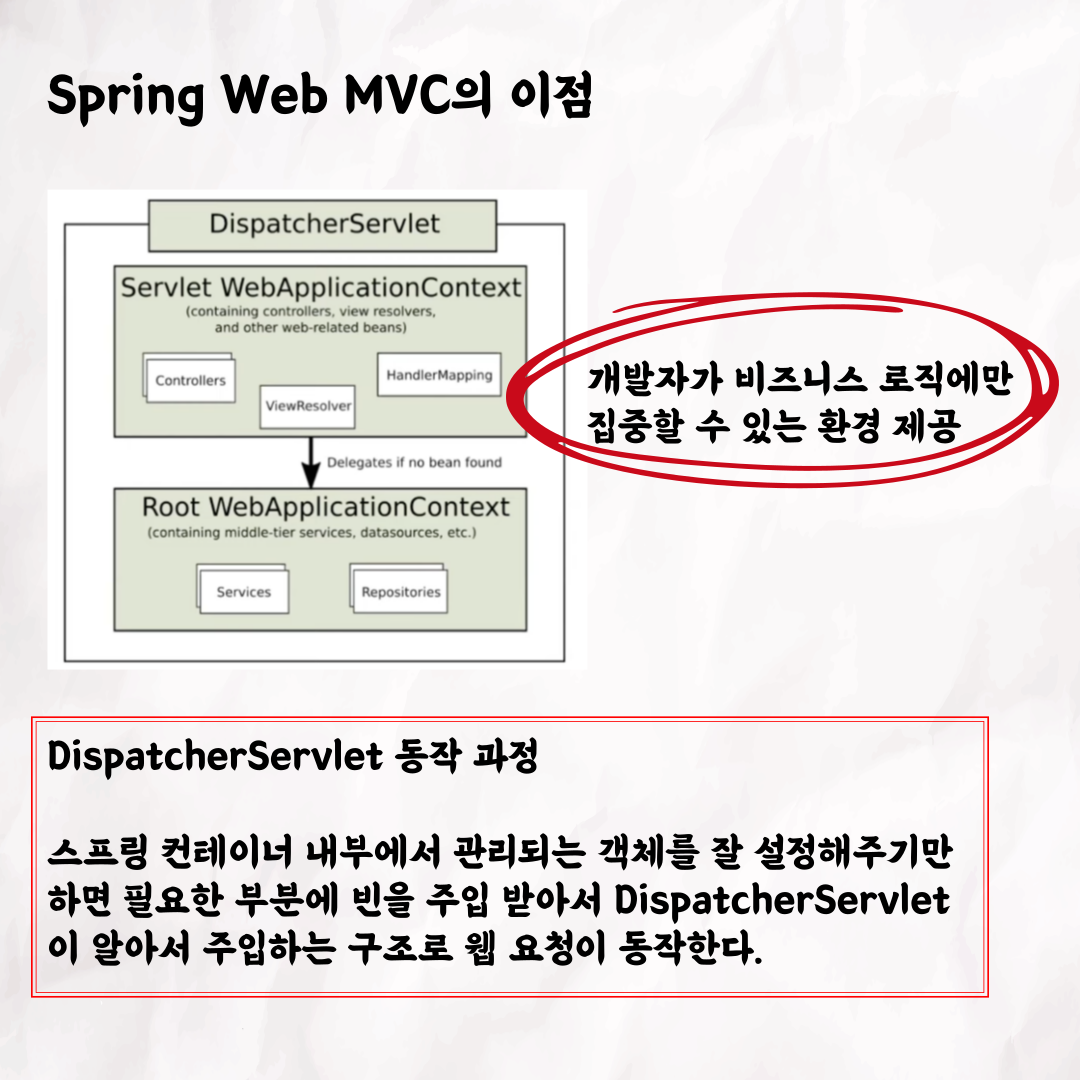 Spring Web MVC의 이점
DispatcherServlet
Servlet WebApplicationContext
(containing controllers, view resolvers,
and other web-related beans)
Controllers
HandlerMapping
ViewResolver
Delegates if no bean found
Root WebApplicationContext
(containing middle-tier services, datasources, etc.)
Services
Repositories
개발자가 비즈니스 로직에만
집중할 수 있는 환경 제공
DispatcherServlet 동작 과정
스프링 컨테이너 내부에서 관리되는 객체를 잘 설정해주기만
하면 필요한 부분에 빈을 주입 받아서 DispatcherServlet
이 알아서 주입하는 구조로 웹 요청이 동작한다.